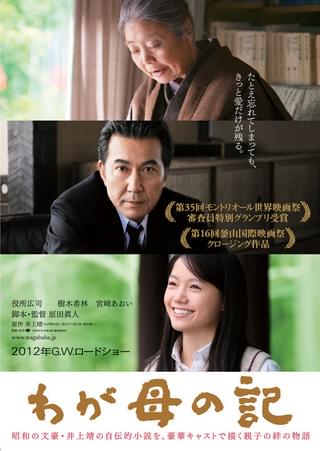 たとえ忘れてしまっても、
きっと愛だけが残る。
第35回モントリオール世界映画祭
審査員特別グランプリ受賞
第16回釜山国際映画祭
クロージング作品
役所広司 樹木希林 宮﨑あおい
脚本・監督 原田眞人
www.wagahaha.jp
2012年G.W.ロードショー
わが母の記
昭和の文豪・井上靖の自伝的小説を、豪華キャストで描く親子の絆の物語